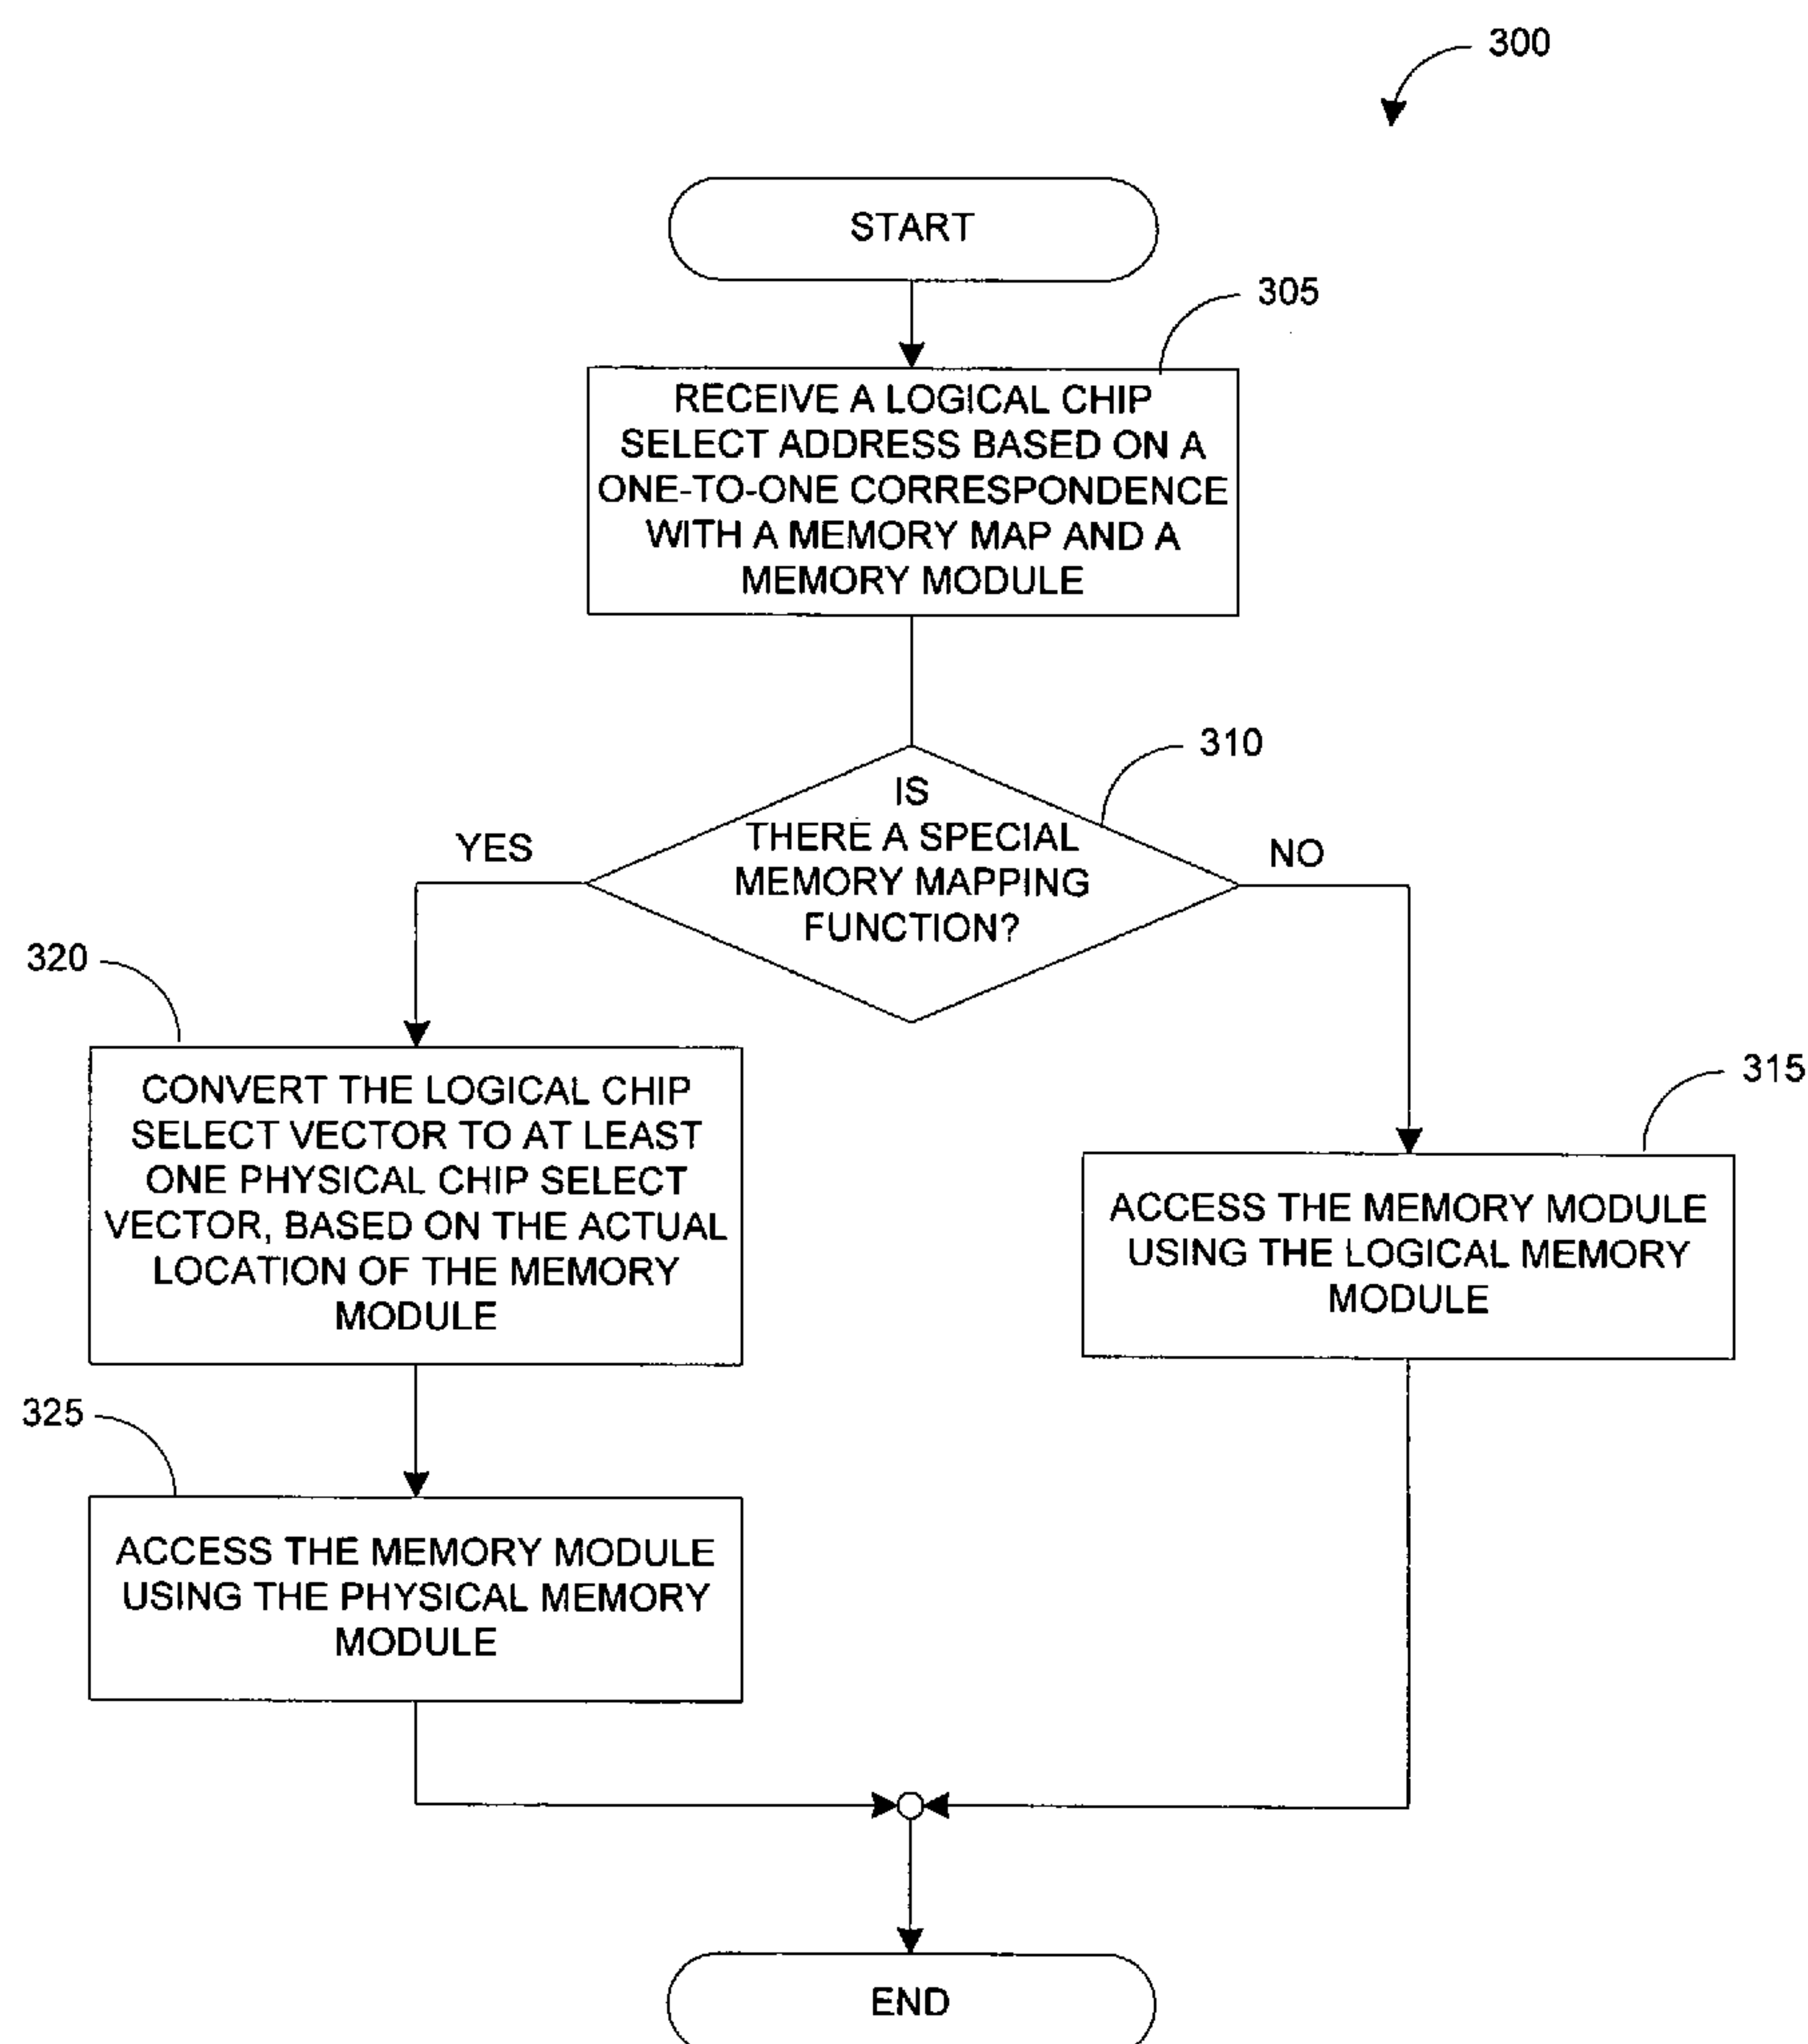 300
START
305
RECEIVE A LOGICAL CHIP
SELECT ADDRESS BASED ON A
ONE-TO-ONE CORRESPONDENCE
WITH A MEMORY MAP AND A
MEMORY MODULE
310
IS
THERE A SPECIAL
MEMORY MAPPING
FUNCTION?
YES
NO
320
CONVERT THE LOGICAL CHIP
SELECT VECTOR TO AT LEAST
ONE PHYSICAL CHIP SELECT
VECTOR, BASED ON THE ACTUAL
LOCATION OF THE MEMORY
MODULE
315
ACCESS THE MEMORY MODULE
USING THE LOGICAL MEMORY
MODULE
325
ACCESS THE MEMORY MODULE
USING THE PHYSICAL MEMORY
MODULE
END